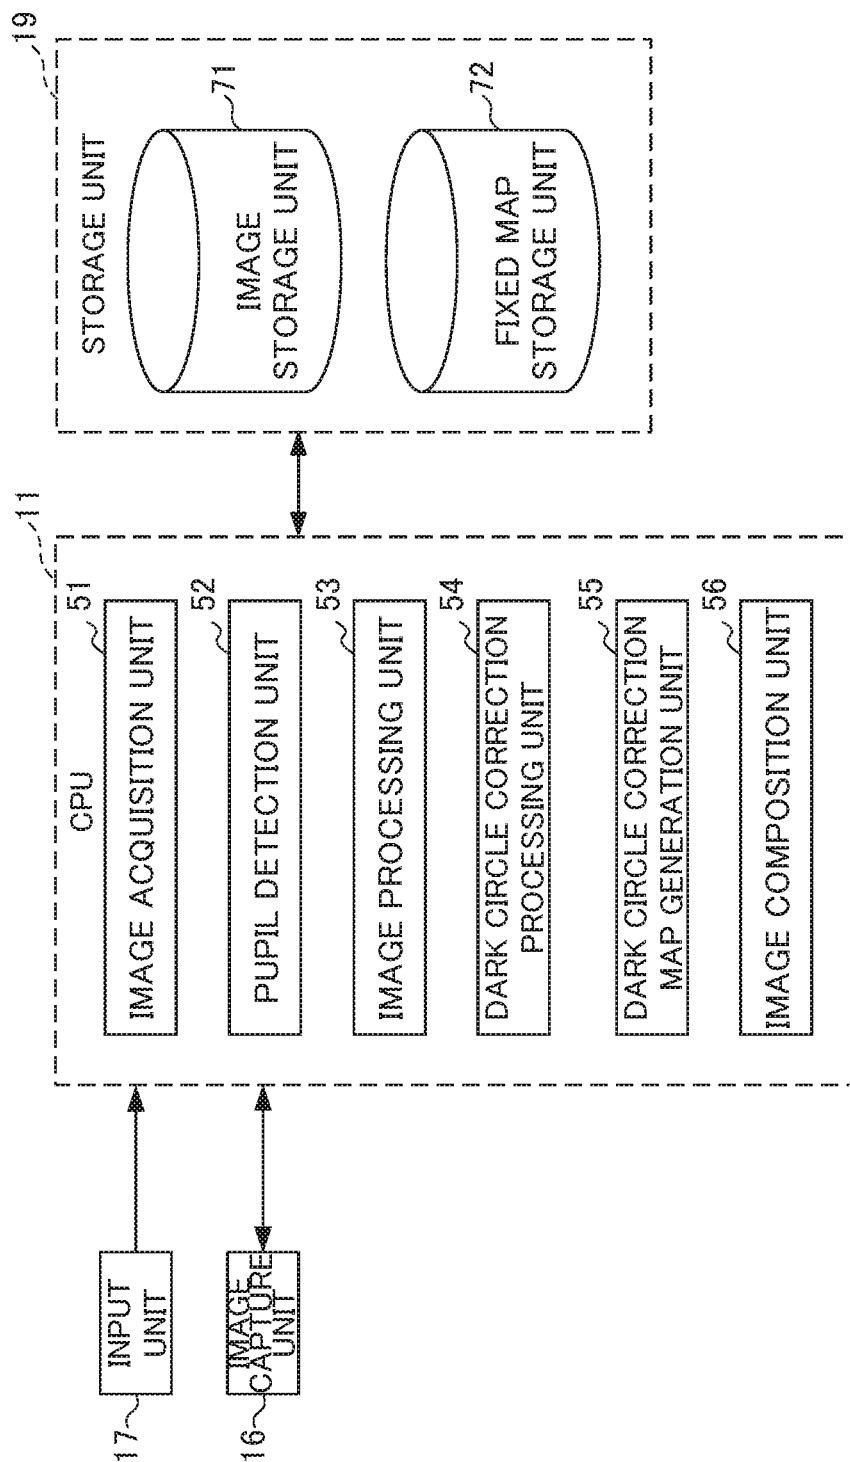 17
INPUT
UNIT
16
IMAGE
CAPTURE
UNIT
11
CPU
51
IMAGE ACQUISITION UNIT
52
PUPIL DETECTION UNIT
53
IMAGE PROCESSING UNIT
54
DARK CIRCLE CORRECTION
PROCESSING UNIT
55
DARK CIRCLE CORRECTION
MAP GENERATION UNIT
56
IMAGE COMPOSITION UNIT
19
STORAGE UNIT
71
IMAGE
STORAGE UNIT
72
FIXED MAP
STORAGE UNIT